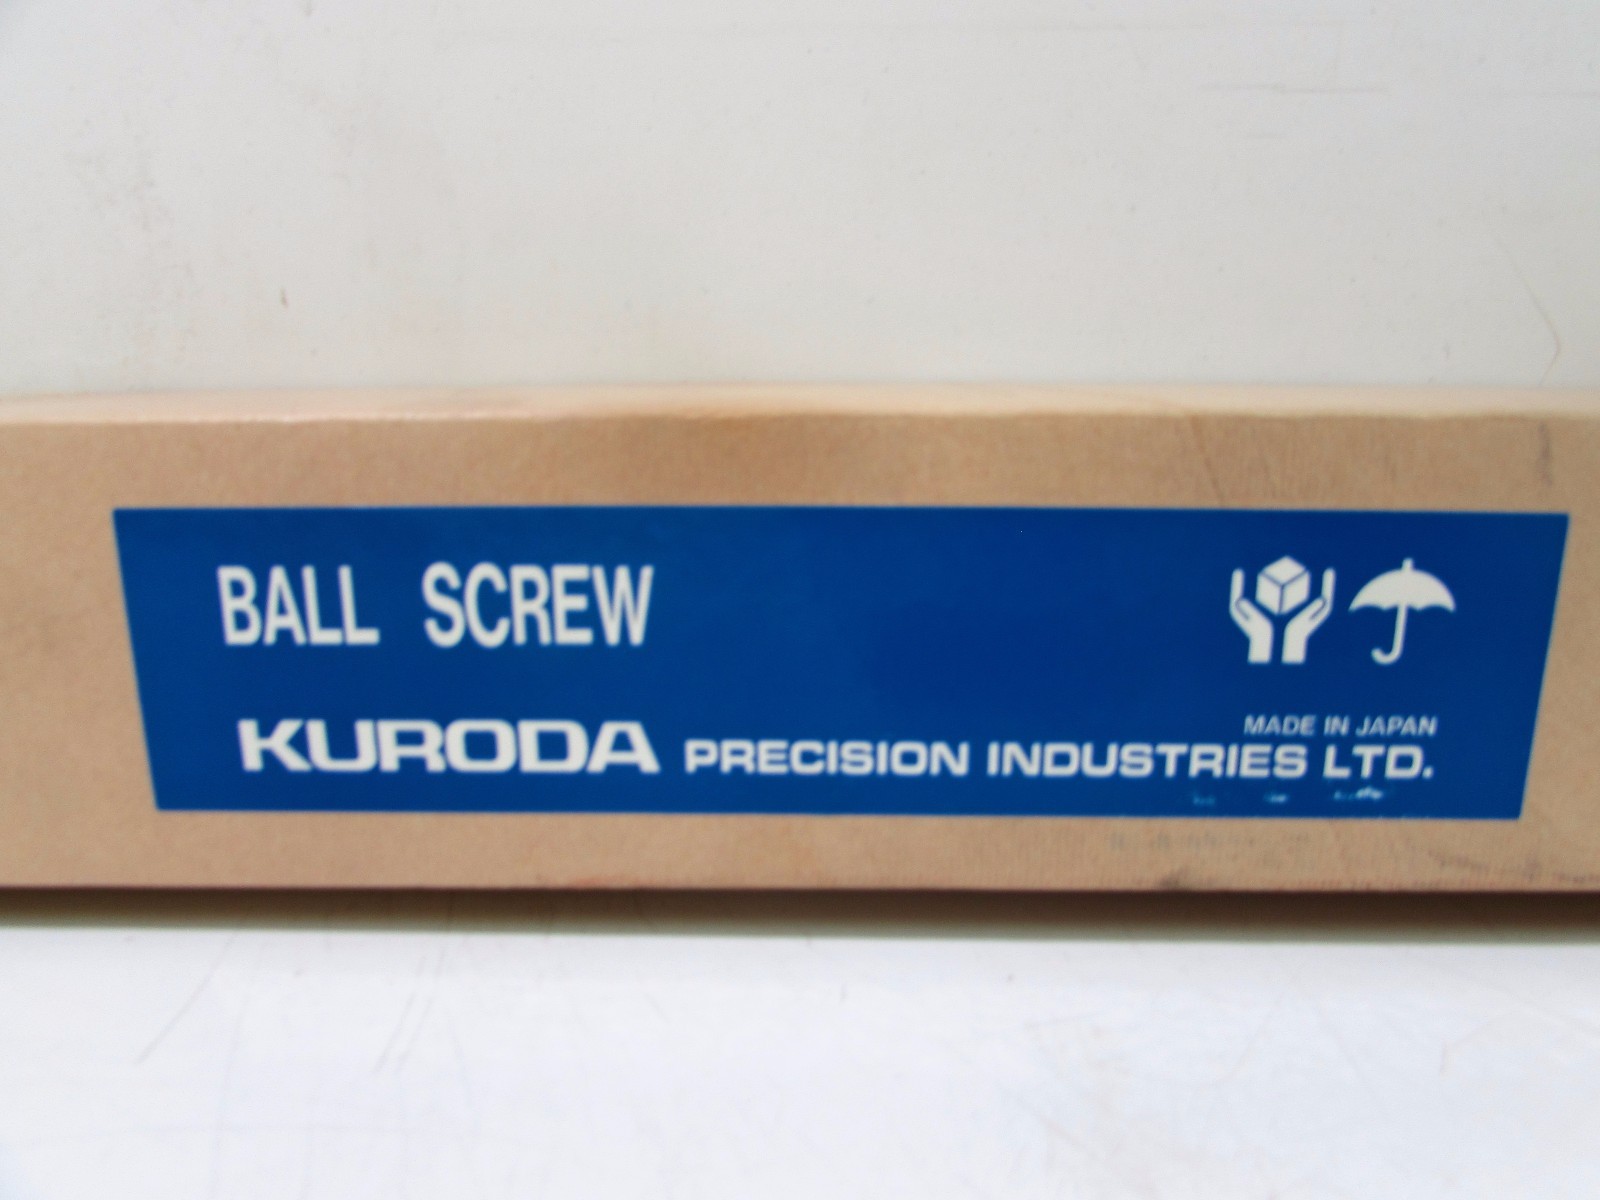 BALL SCREW
MADE IN JAPAN
KURODA PRECISION INDUSTRIES LTD.